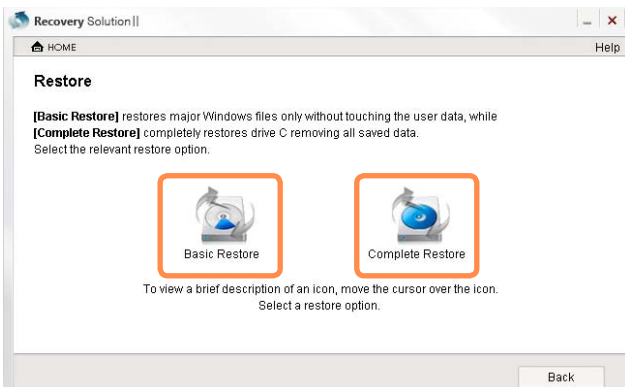 Recovery Solution II
HOME
Help
Restore
[Basic Restore] restores major Windows files only without touching the user data, while
[Complete Restore] completely restores drive C removing all saved data.
Select the relevant restore option.
Basic Restore
Complete Restore
To view a brief description of an icon, move the cursor over the icon.
Select a restore option.
Back